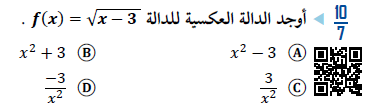 10/7 أوجد الدالة العكسية للدالة f(x) = √(x − 3) .
x² − 3 Ⓐ x² + 3 Ⓑ
3/x² Ⓒ −3/x² Ⓓ